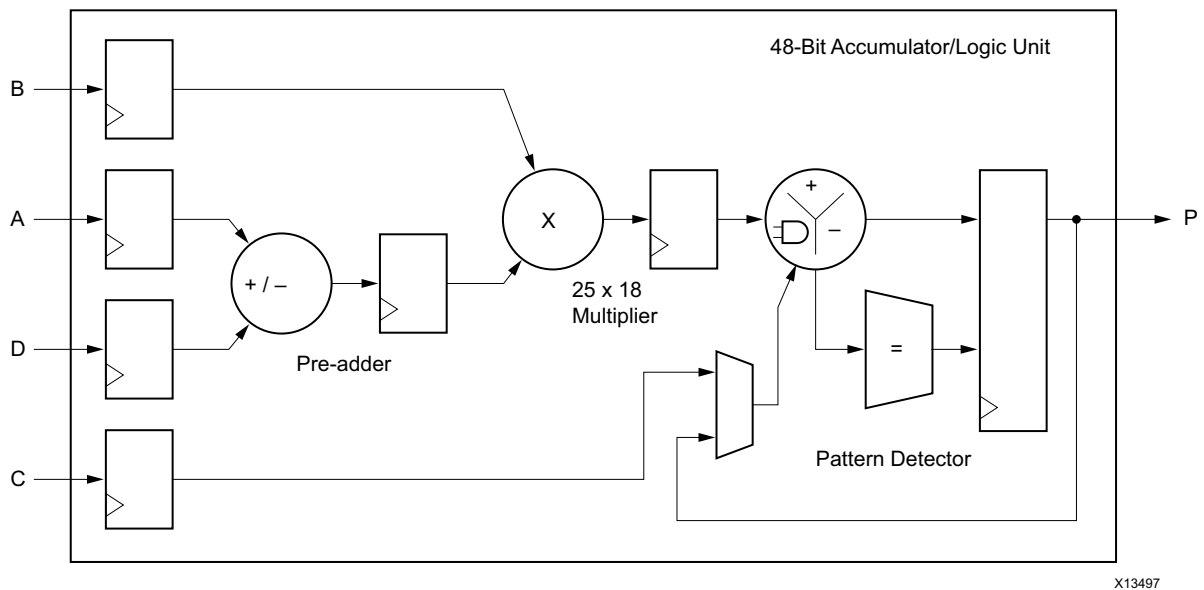 48-Bit Accumulator/Logic Unit
B
A
+ / –
D
Pre-adder
X
25 x 18
Multiplier
+
–
P
=
Pattern Detector
C
X13497